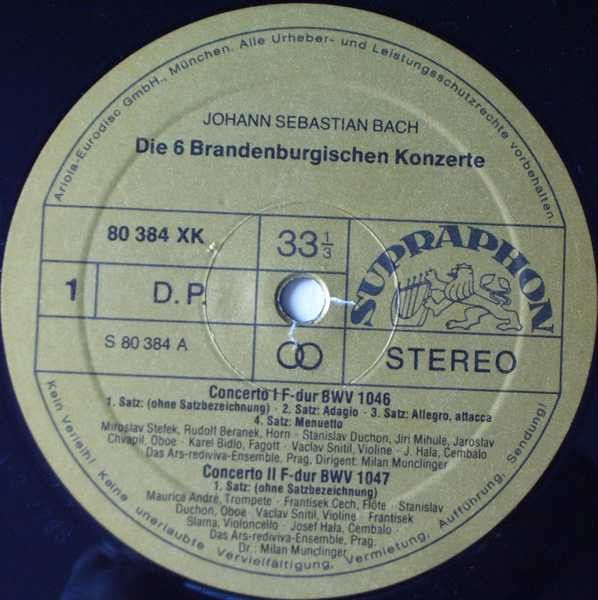 Ariola-Eurodisc GmbH., München. Alle Urheber- und Leistungsschutzrechte vorbehalten.
JOHANN SEBASTIAN BACH
Die 6 Brandenburgischen Konzerte
80 384 XK
33 1/3
SUPRAPHON
1
D.P.
S 80 384 A
STEREO
Concerto I F-dur BWV 1046
1. Satz: (ohne Satzbezeichnung) · 2. Satz: Adagio · 3. Satz: Allegro, attacca
4. Satz: Menuetto
Miroslav Stefek, Rudolf Beranek, Horn - Stanislav Duchon, Jiri Mihule, Jaroslav
Chvapil, Oboe · Karel Bidlo, Fagott - Vaclav Snitil, Violine - J. Hala, Cembalo
Das Ars-rediviva-Ensemble, Prag, Dirigent: Milan Munclinger
Concerto II F-dur BWV 1047
1. Satz: (ohne Satzbezeichnung)
Maurice André, Trompete - Frantisek Cech, Flöte - Stanislav
Duchon, Oboe - Vaclav Snitil, Violine - Frantisek
Slama, Violoncello - Josef Hala, Cembalo -
Das Ars-rediviva-Ensemble, Prag.
Dr.: Milan Munclinger
Kein Verleih! Keine unerlaubte Vervielfältigung, Vermietung, Aufführung, Sendung!